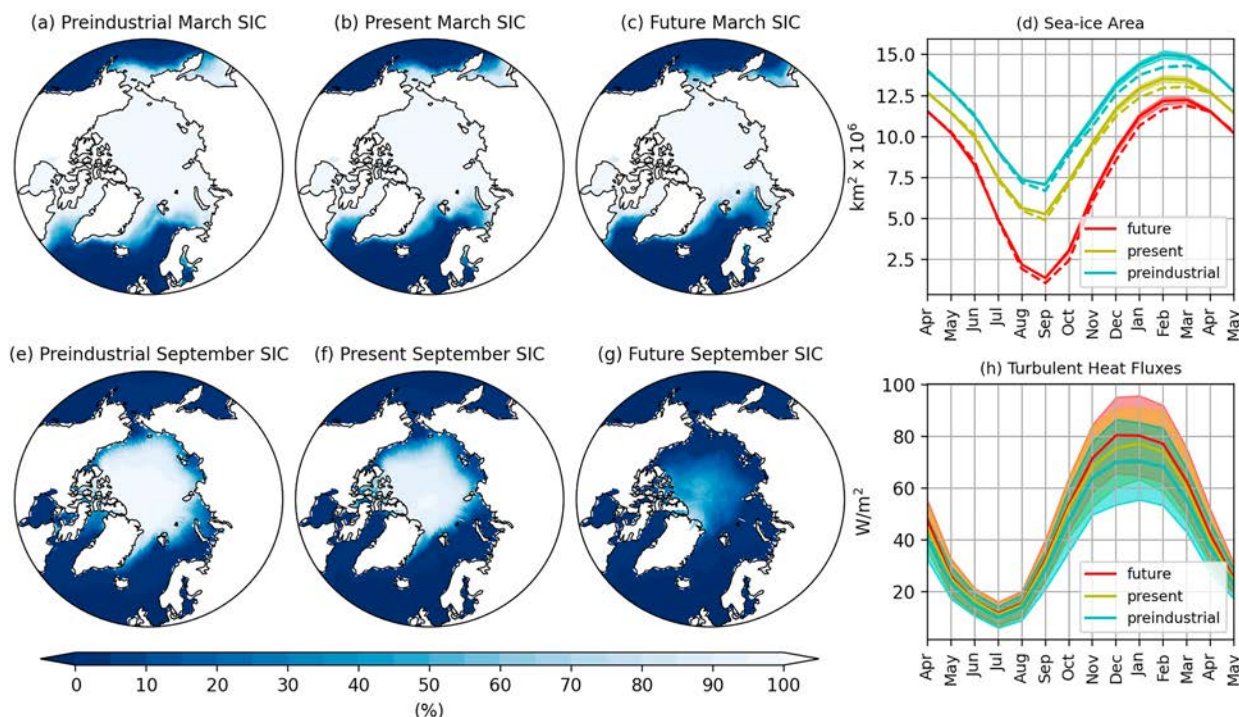 (a) Preindustrial March SIC
(b) Present March SIC
(c) Future March SIC
(d) Sea-ice Area
km² x 10⁶
15.0
12.5
10.0
7.5
5.0
2.5
future
present
preindustrial
Apr
May
Jun
Jul
Aug
Sep
Oct
Nov
Dec
Jan
Feb
Mar
Apr
May
(e) Preindustrial September SIC
(f) Present September SIC
(g) Future September SIC
(h) Turbulent Heat Fluxes
W/m²
100
80
60
40
20
future
present
preindustrial
Apr
May
Jun
Jul
Aug
Sep
Oct
Nov
Dec
Jan
Feb
Mar
Apr
May
0 10 20 30 40 50 60 70 80 90 100
(%)